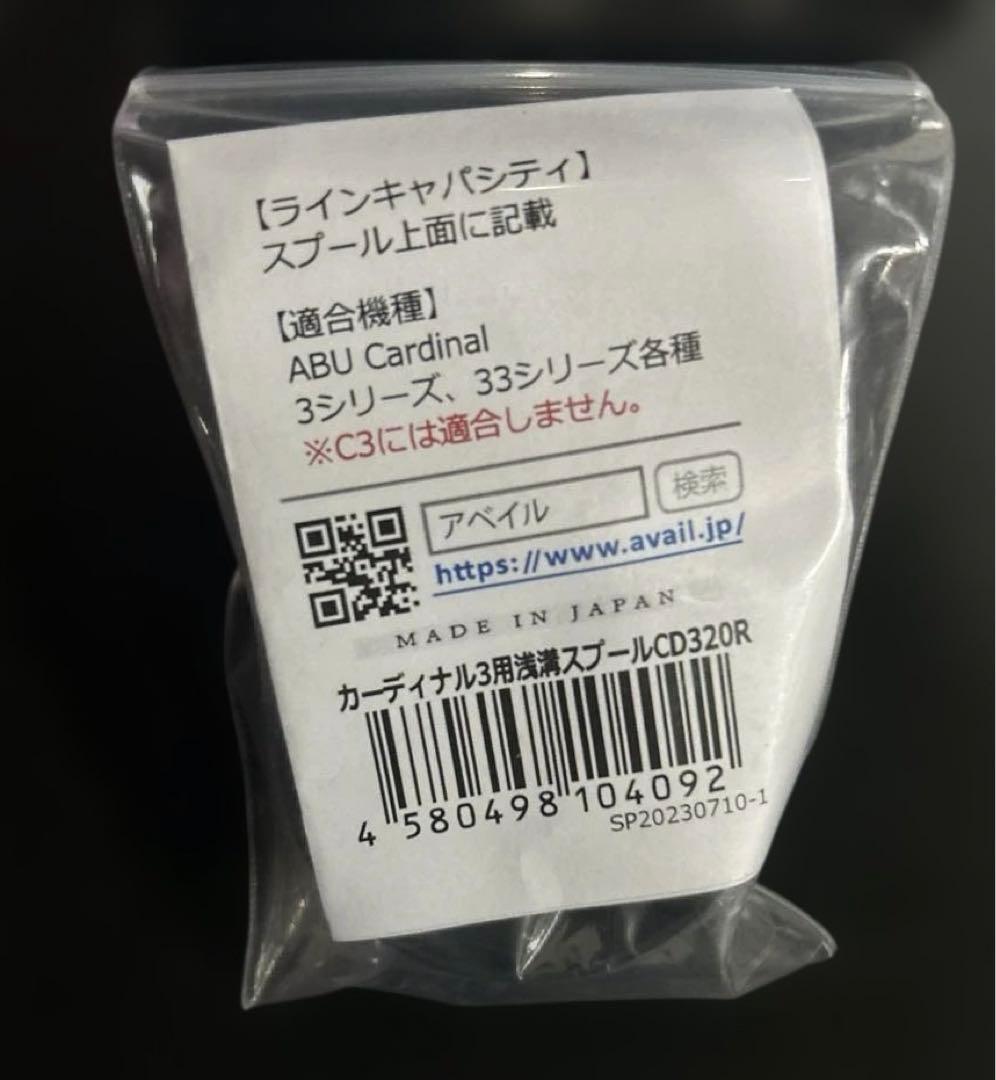 【ラインキャパシティ】
スプール上面に記載
【適合機種】
ABU Cardinal
3シリーズ、33シリーズ各種
※C3には適合しません。
アベイル 検索
https://www.avail.jp/
MADE IN JAPAN
カーディナル3用浅溝スプールCD320R
4 580498 104092
SP20230710-1